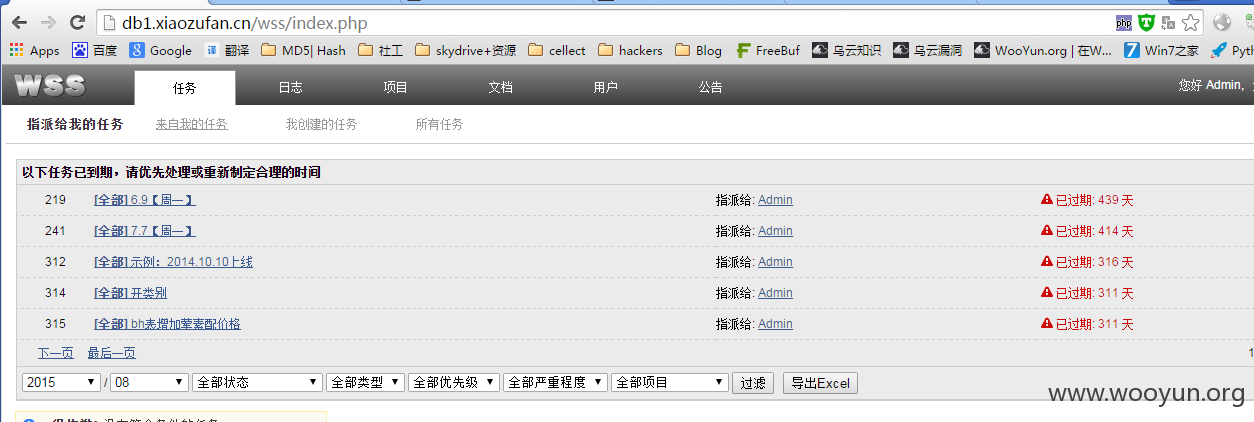 db1.xiaozufan.cn/wss/index.php php
Apps 百度 Google 译 翻译 MD5| Hash 社工 skydrive+资源 cellect hackers Blog FreeBuf 乌云知识 乌云漏洞 WooYun.org | 在W... 7 Win7之家 Pyth
WSS 任务 日志 项目 文档 用户 公告 您好 Admin,
指派给我的任务 来自我的任务 我创建的任务 所有任务
以下任务已到期，请优先处理或重新制定合理的时间
219 [全部] 6.9【周一】 指派给: Admin 已过期: 439 天
241 [全部] 7.7【周一】 指派给: Admin 已过期: 414 天
312 [全部] 示例：2014.10.10上线 指派给: Admin 已过期: 316 天
314 [全部] 开类别 指派给: Admin 已过期: 311 天
315 [全部] bh表增加荤素配价格 指派给: Admin 已过期: 311 天
下一页 最后一页 1
2015 / 08 全部状态 全部类型 全部优先级 全部严重程度 全部项目 过滤 导出Excel
www.wooyun.org